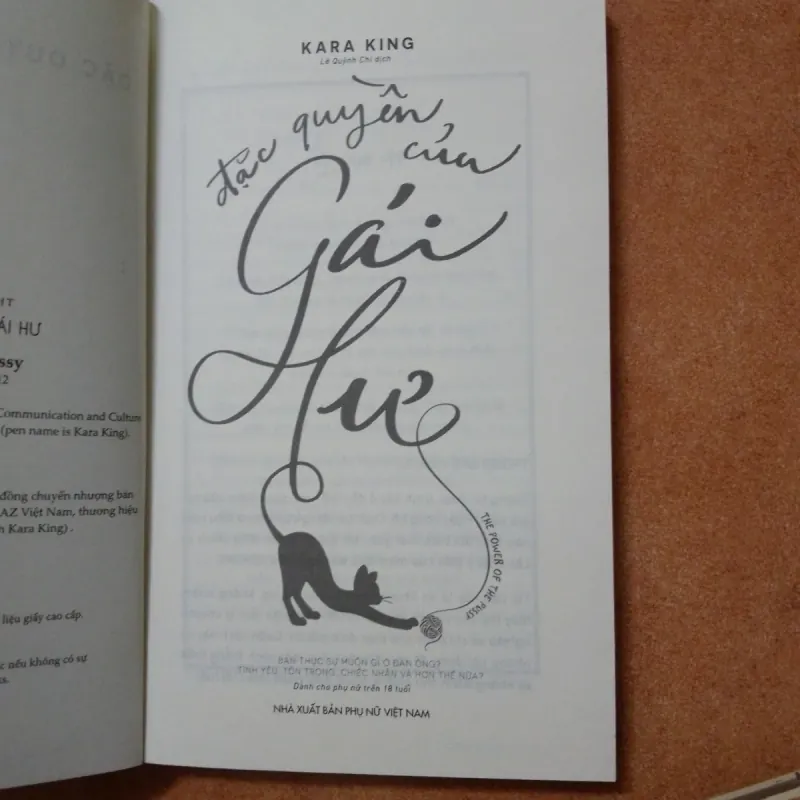 HT
ÁI HƯ
ssy
12
Communication and Culture
(pen name is Kara King).
đồng chuyển nhượng bản
AZ Việt Nam, thương hiệu
h Kara King) .
liệu giấy cao cấp.
c nếu không có sự
ks.
KARA KING
Lê Quỳnh Chi dịch
đặc quyền của
Gái
Hư
THE POWER OF THE PUSSY
BẠN THỰC SỰ MUỐN GÌ Ở ĐÀN ÔNG?
TÌNH YÊU, TÔN TRỌNG, CHIẾC NHẪN VÀ HƠN THẾ NỮA?
Dành cho phụ nữ trên 18 tuổi
NHÀ XUẤT BẢN PHỤ NỮ VIỆT NAM